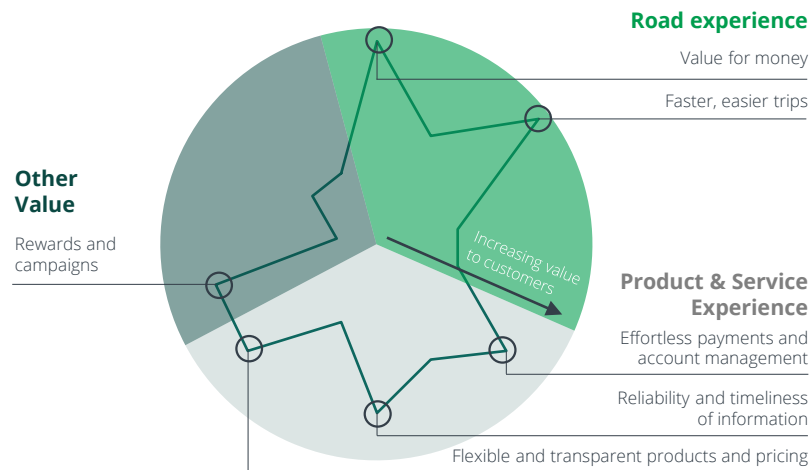 Road experience
Value for money
Faster, easier trips
Other
Value
Rewards and
campaigns
Increasing value
to customers
Product & Service
Experience
Effortless payments and
account management
Reliability and timeliness
of information
Flexible and transparent products and pricing